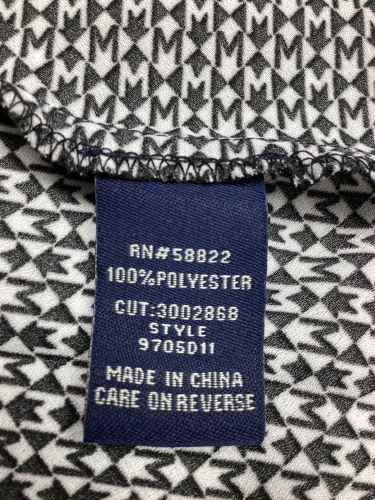 RN#58822
100%POLYESTER
CUT:3002868
STYLE
9705D11
MADE IN CHINA
CARE ON REVERSE